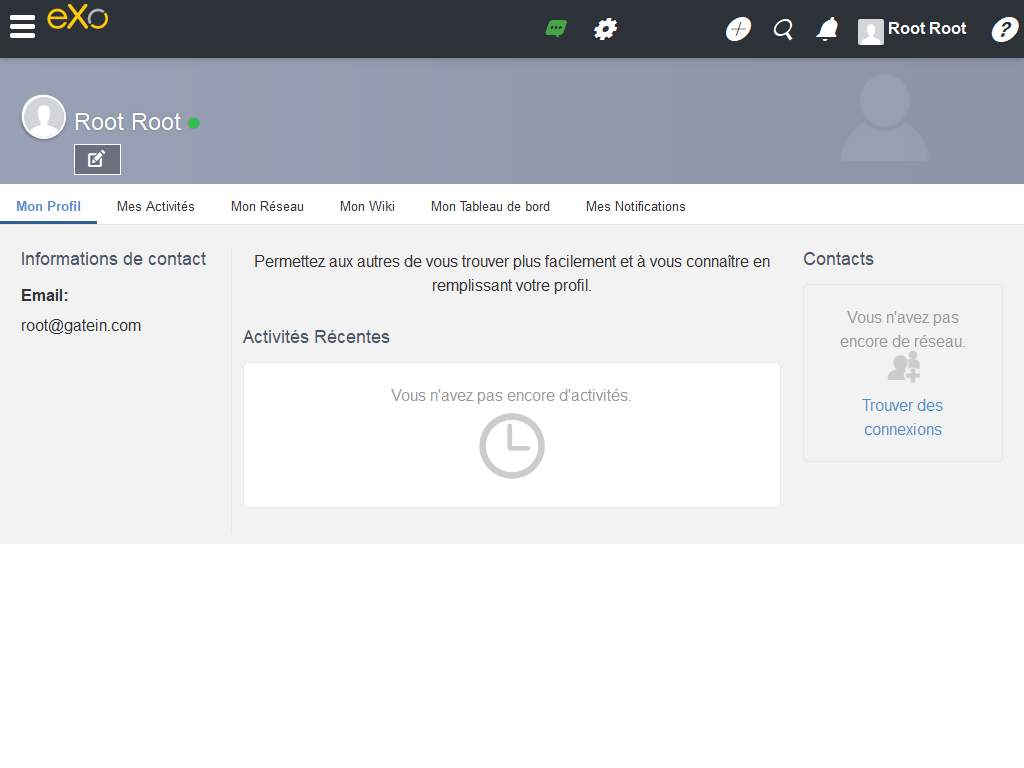 eXo
Root Root
?
Root Root
Mon Profil
Mes Activités
Mon Réseau
Mon Wiki
Mon Tableau de bord
Mes Notifications
Informations de contact
Email:
root@gatein.com
Permettez aux autres de vous trouver plus facilement et à vous connaître en
remplissant votre profil.
Activités Récentes
Vous n'avez pas encore d'activités.
Contacts
Vous n'avez pas
encore de réseau.
Trouver des
connexions